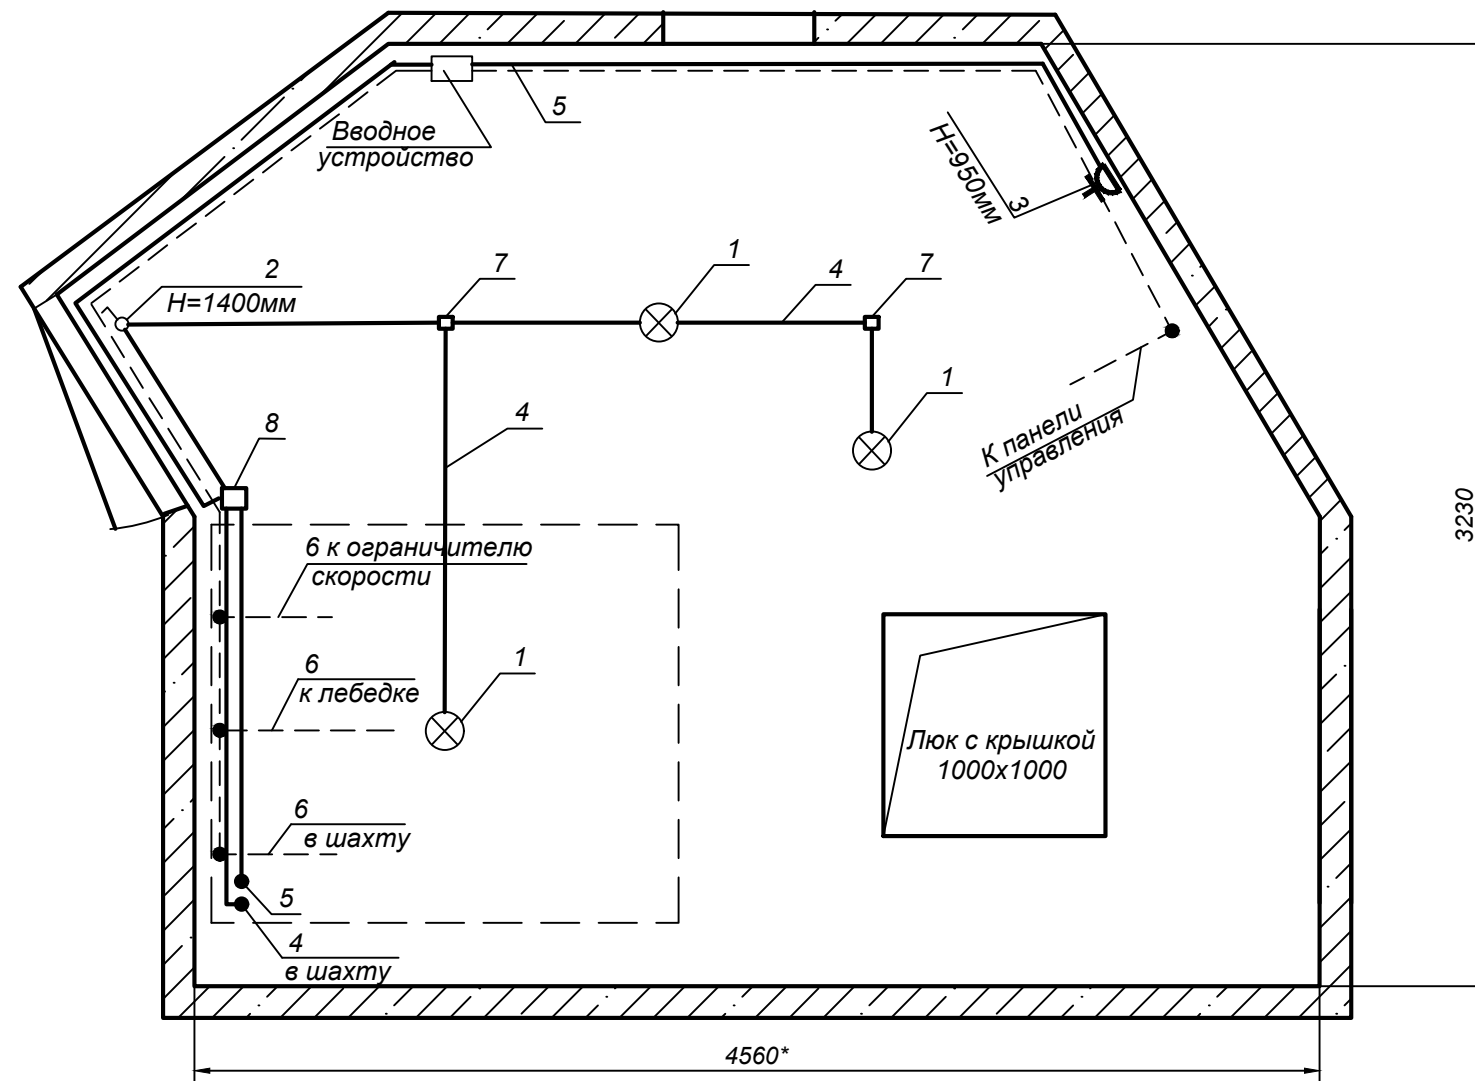 5
Вводное
устройство
H=950мм
3
2
H=1400мм
7
1
4
7
1
К панели
управления
4
8
3230
6 к ограничителю
скорости
6
к лебедке
1
Люк с крышкой
1000x1000
6
в шахту
5
4
в шахту
4560*